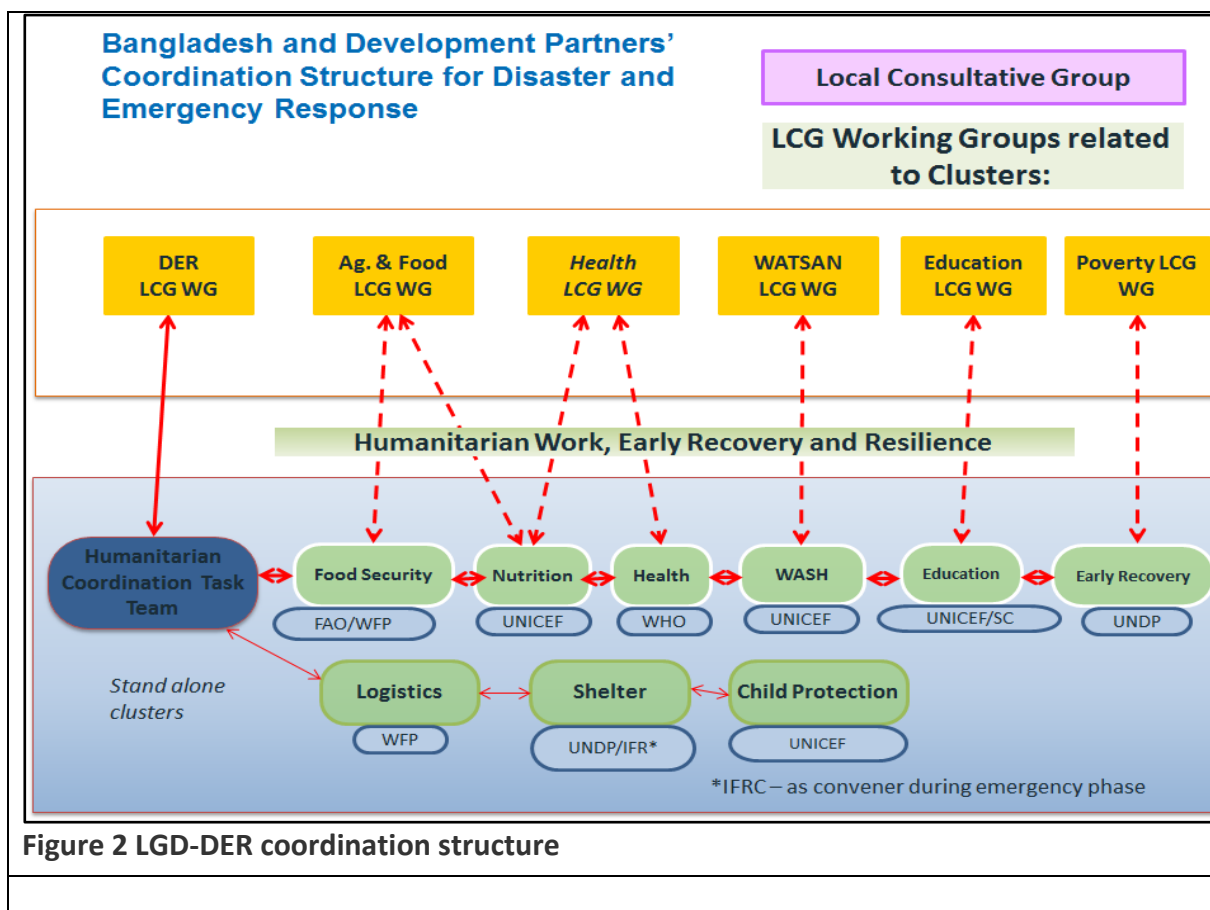 Bangladesh and Development Partners'
Coordination Structure for Disaster and
Emergency Response
Local Consultative Group
LCG Working Groups related
to Clusters:
DER
LCG WG
Ag. & Food
LCG WG
Health
LCG WG
WATSAN
LCG WG
Education
LCG WG
Poverty LCG
WG
Humanitarian Work, Early Recovery and Resilience
Humanitarian
Coordination Task
Team
Food Security
Nutrition
Health
WASH
Education
Early Recovery
FAO/WFP
UNICEF
WHO
UNICEF
UNICEF/SC
UNDP
Stand alone
clusters
Logistics
Shelter
Child Protection
WFP
UNDP/IFR*
UNICEF
*IFRC – as convener during emergency phase
Figure 2 LGD-DER coordination structure